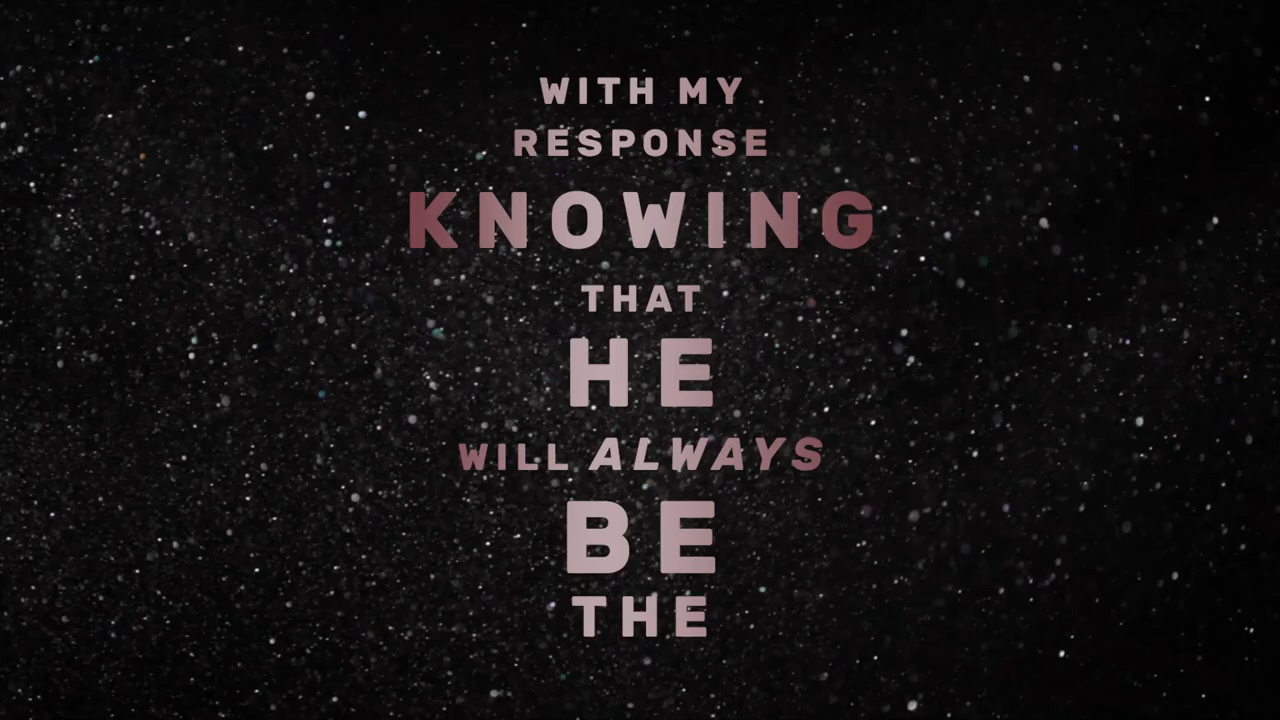 WITH MY
RESPONSE
KNOWING
THAT
HE
WILL ALWAYS
BE
THE